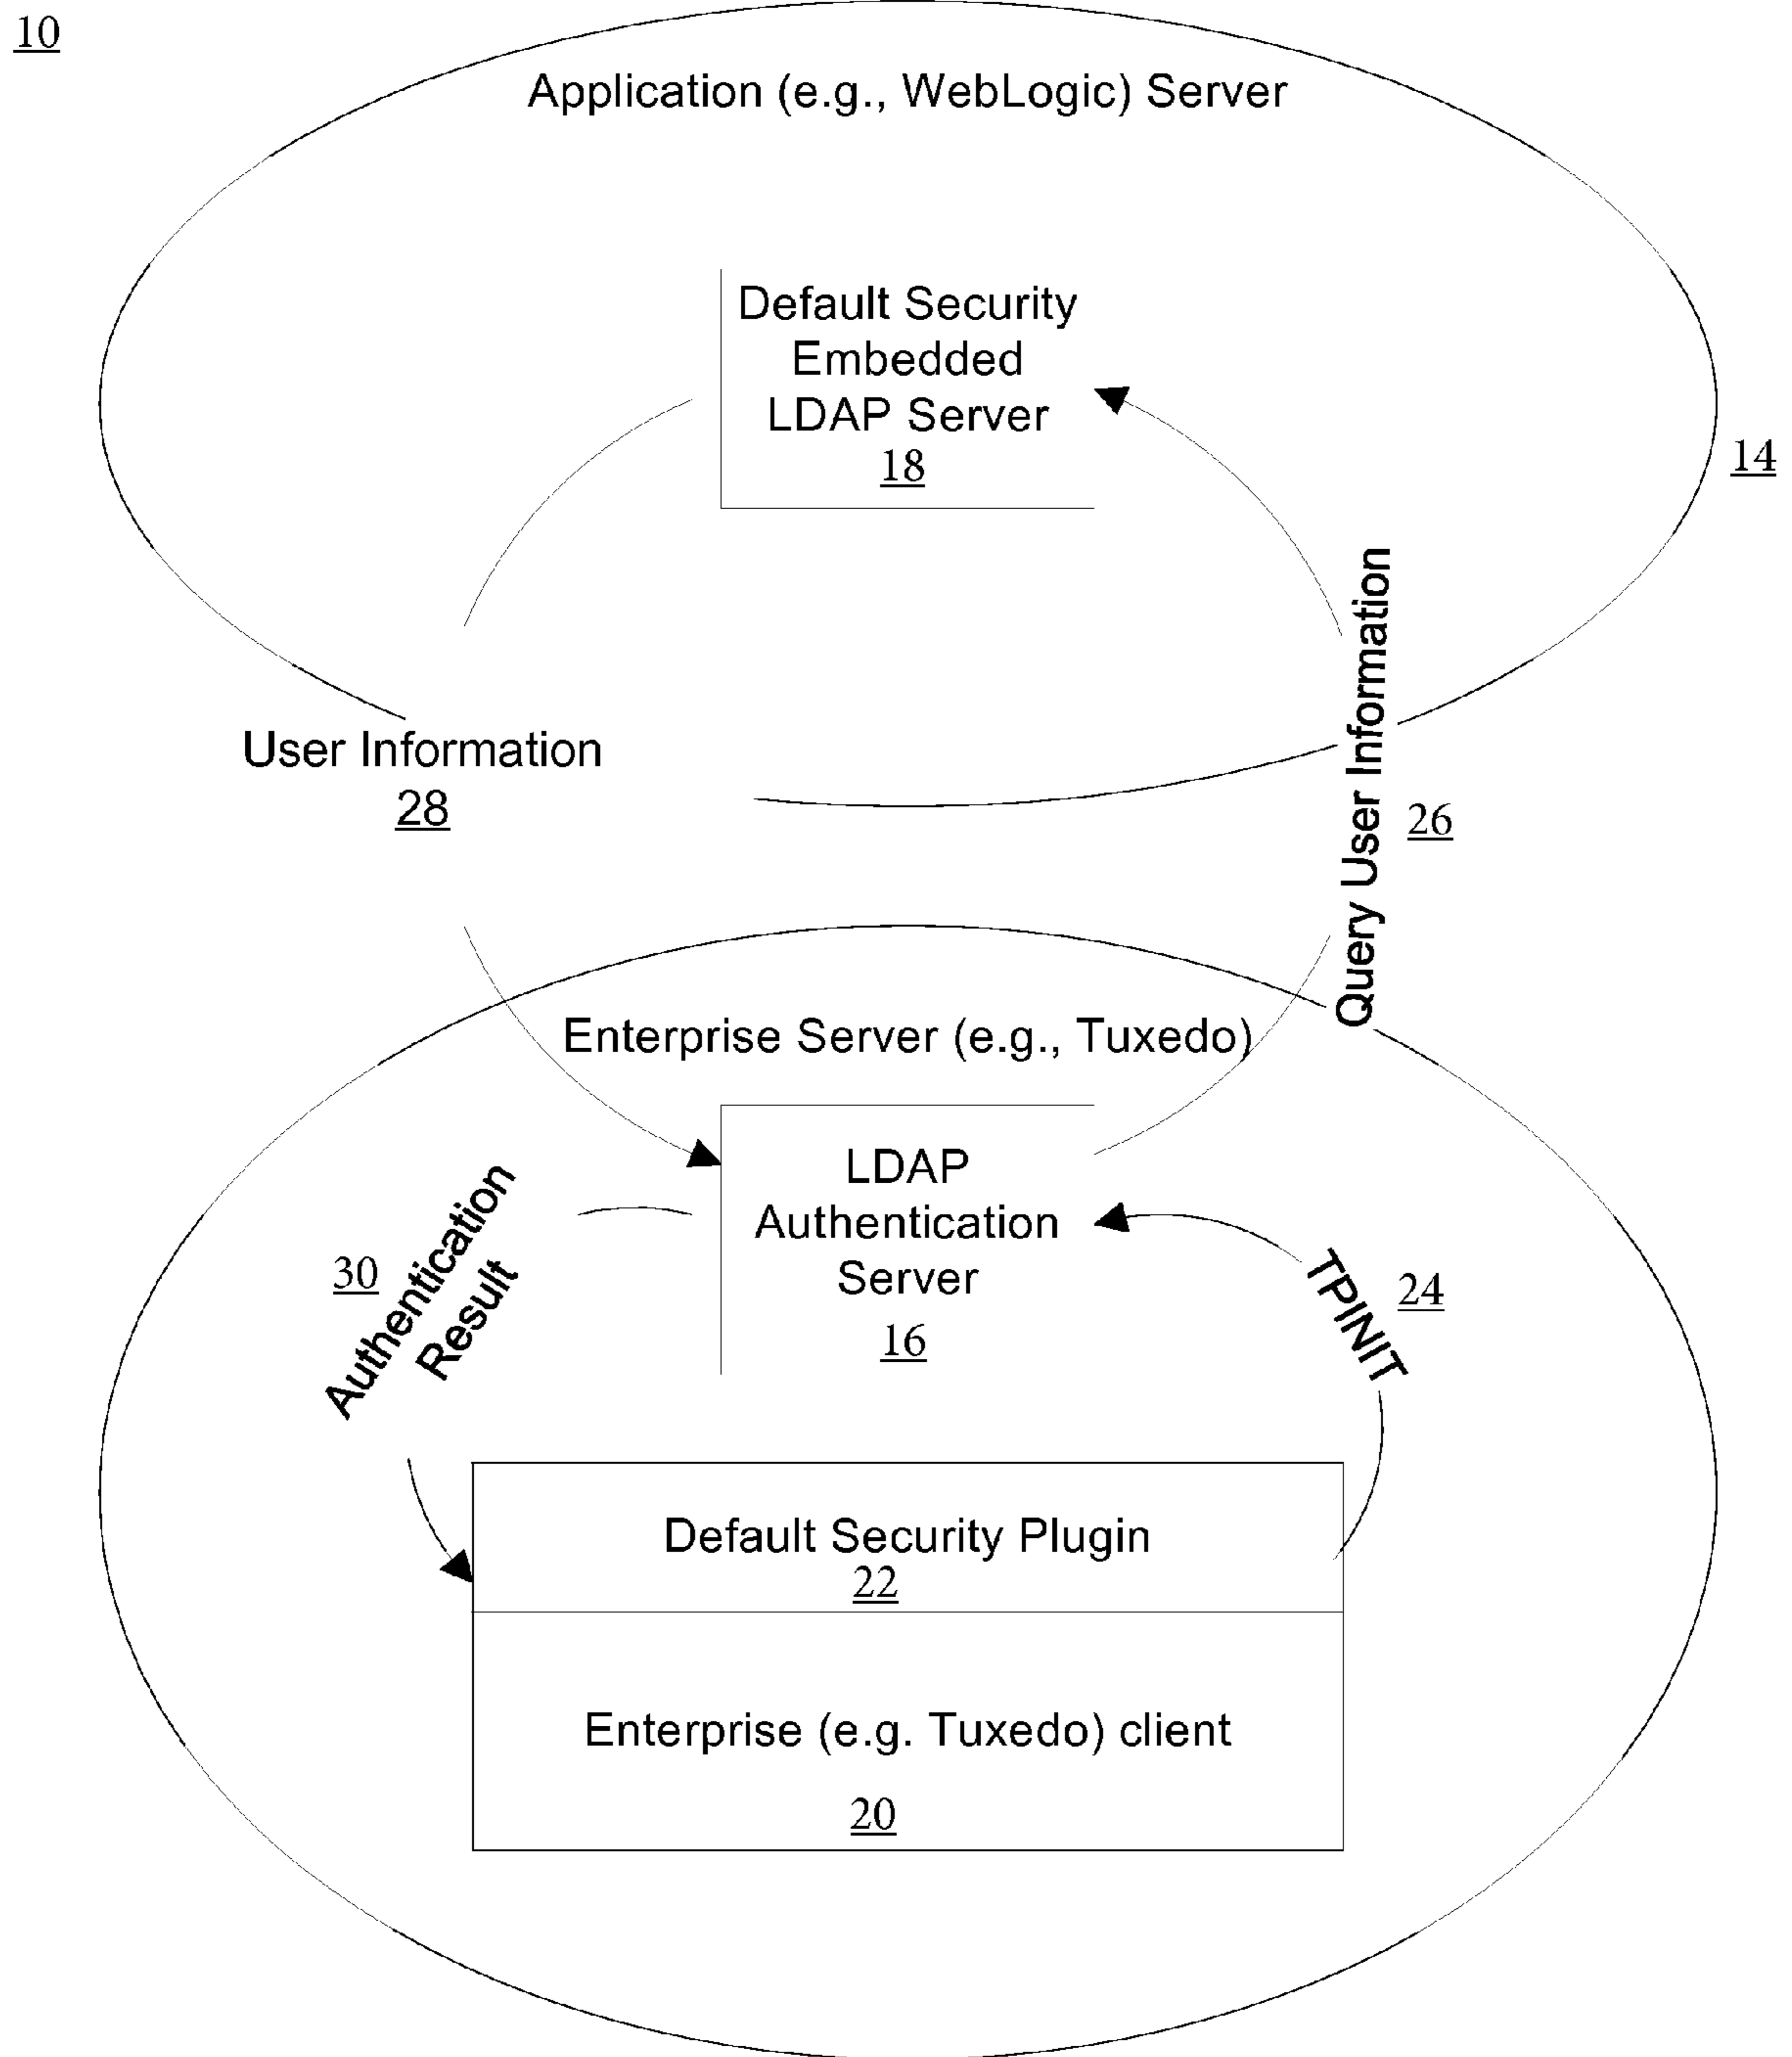 10
Application (e.g., WebLogic) Server
Default Security
Embedded
LDAP Server
18
14
User Information
28
Query User Information
26
Enterprise Server (e.g., Tuxedo)
LDAP
Authentication
Server
16
30
Authentication
Result
TPINIT
24
Default Security Plugin
22
Enterprise (e.g. Tuxedo) client
20